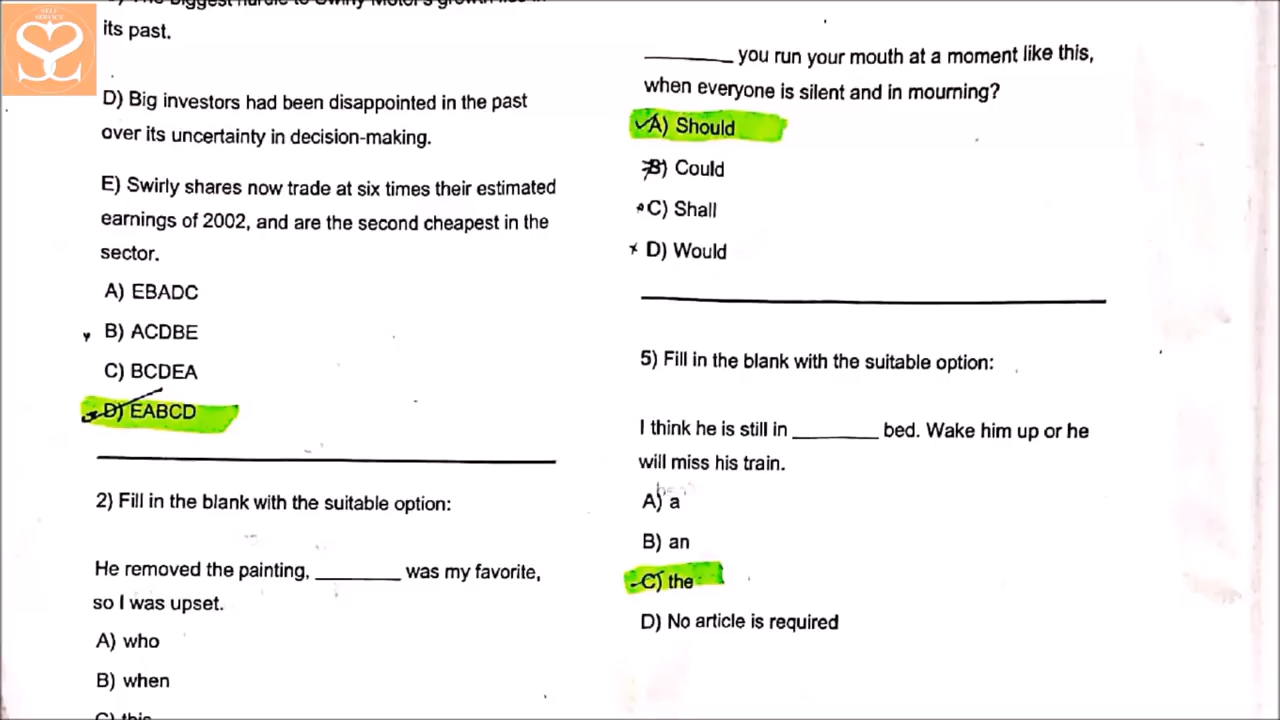 SELF
SERVICE
its past.
D) Big investors had been disappointed in the past
over its uncertainty in decision-making.
E) Swirly shares now trade at six times their estimated
earnings of 2002, and are the second cheapest in the
sector.
A) EBADC
B) ACDBE
C) BCDEA
D) EABCD
2) Fill in the blank with the suitable option:
He removed the painting, ________ was my favorite,
so I was upset.
A) who
B) when
C) this
________ you run your mouth at a moment like this,
when everyone is silent and in mourning?
A) Should
B) Could
C) Shall
D) Would
5) Fill in the blank with the suitable option:
I think he is still in ________ bed. Wake him up or he
will miss his train.
A) a
B) an
C) the
D) No article is required